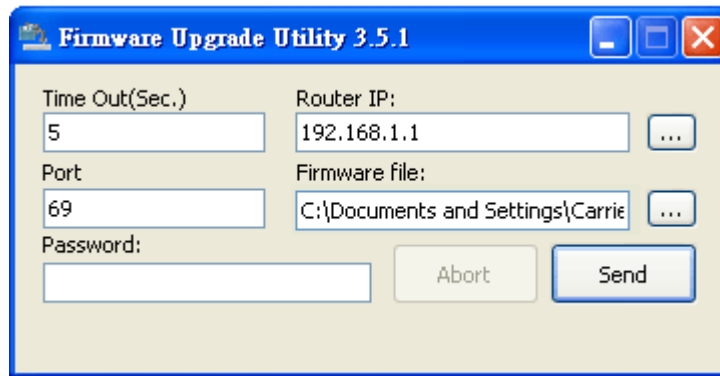 Firmware Upgrade Utility 3.5.1
Time Out(Sec.)
Router IP:
5
192.168.1.1
...
Port
Firmware file:
69
C:\Documents and Settings\Carrie
...
Password:
Abort
Send